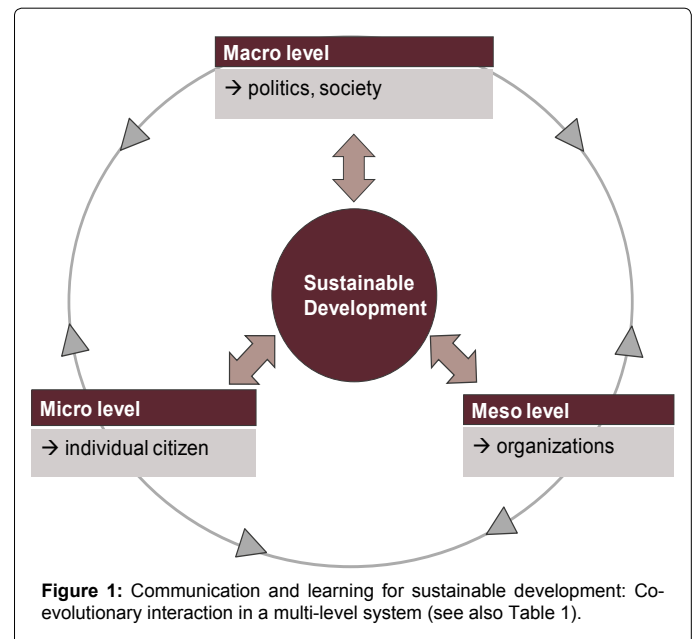 Macro level
→ politics, society
Sustainable
Development
Micro level
→ individual citizen
Meso level
→ organizations
Figure 1: Communication and learning for sustainable development: Co-
evolutionary interaction in a multi-level system (see also Table 1).